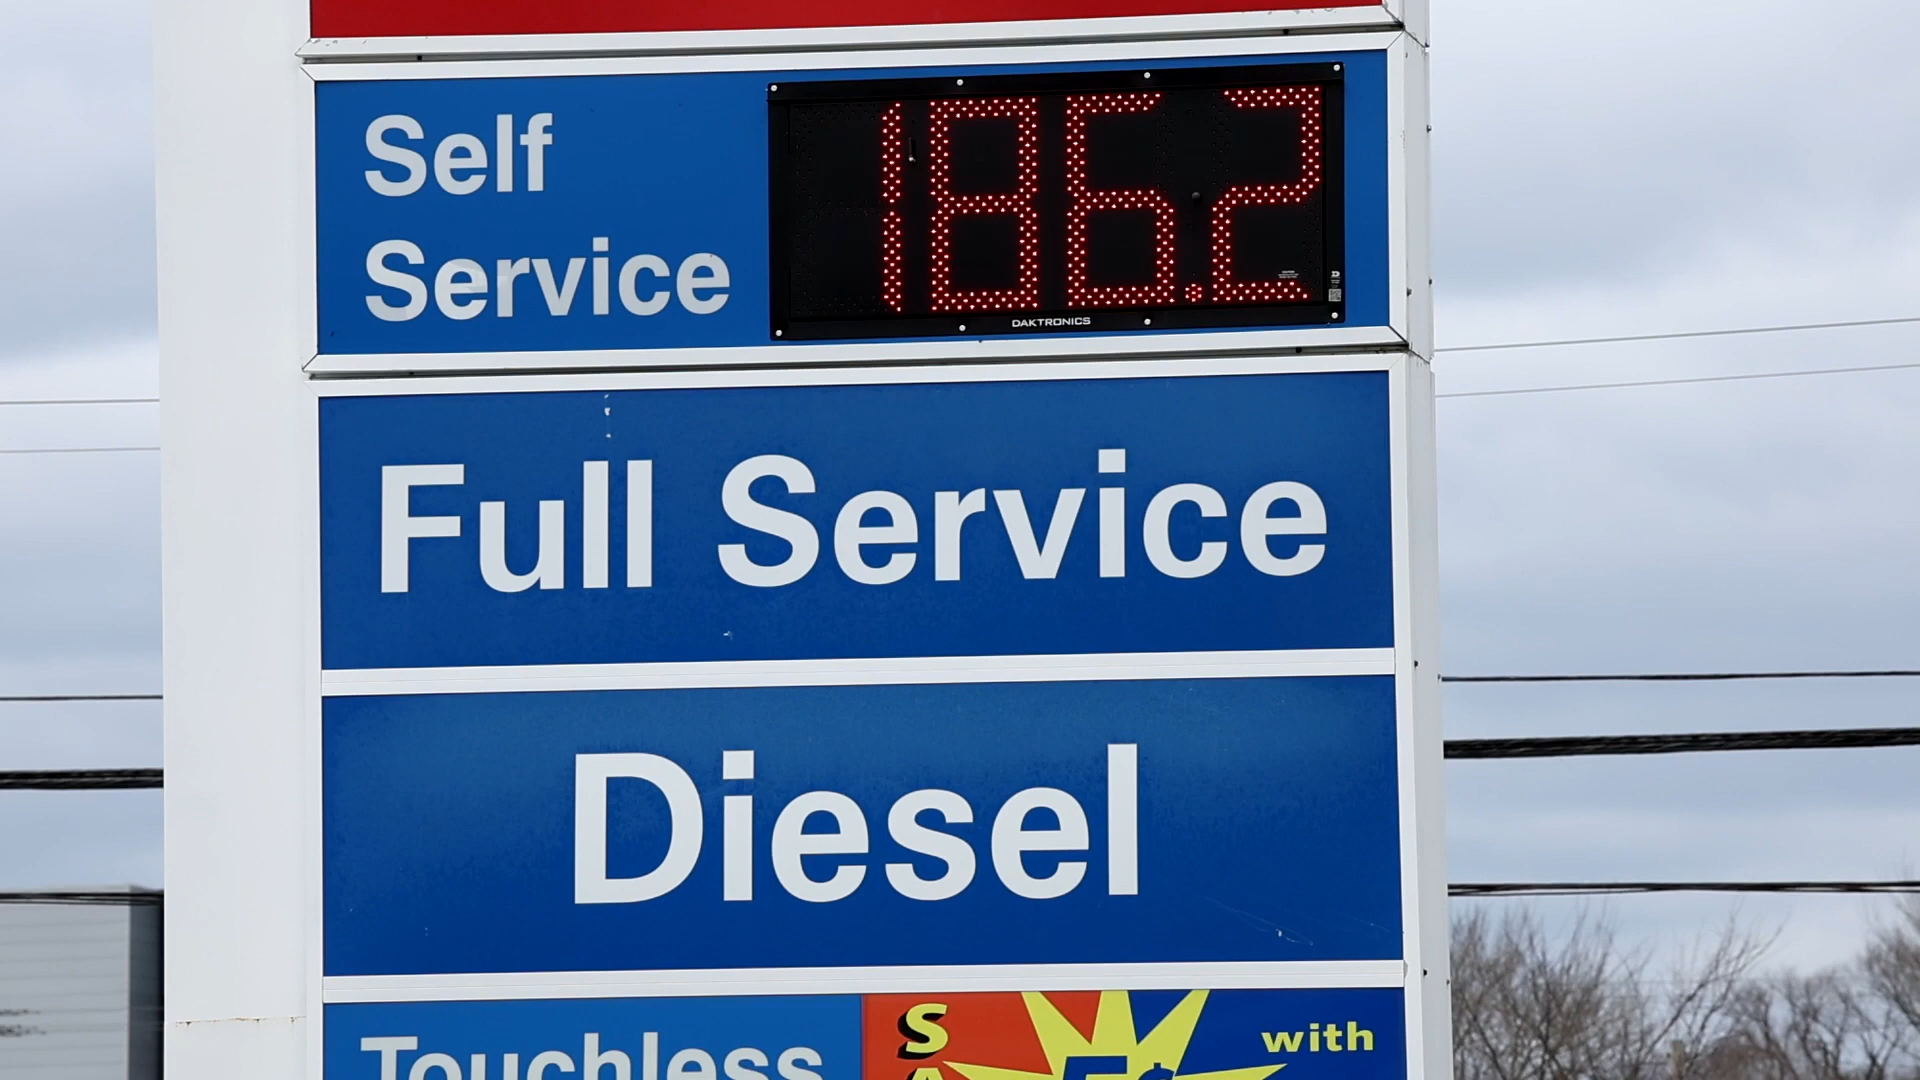 Self
Service
186.2
DAKTRONICS
Full Service
Diesel
Touchless
with